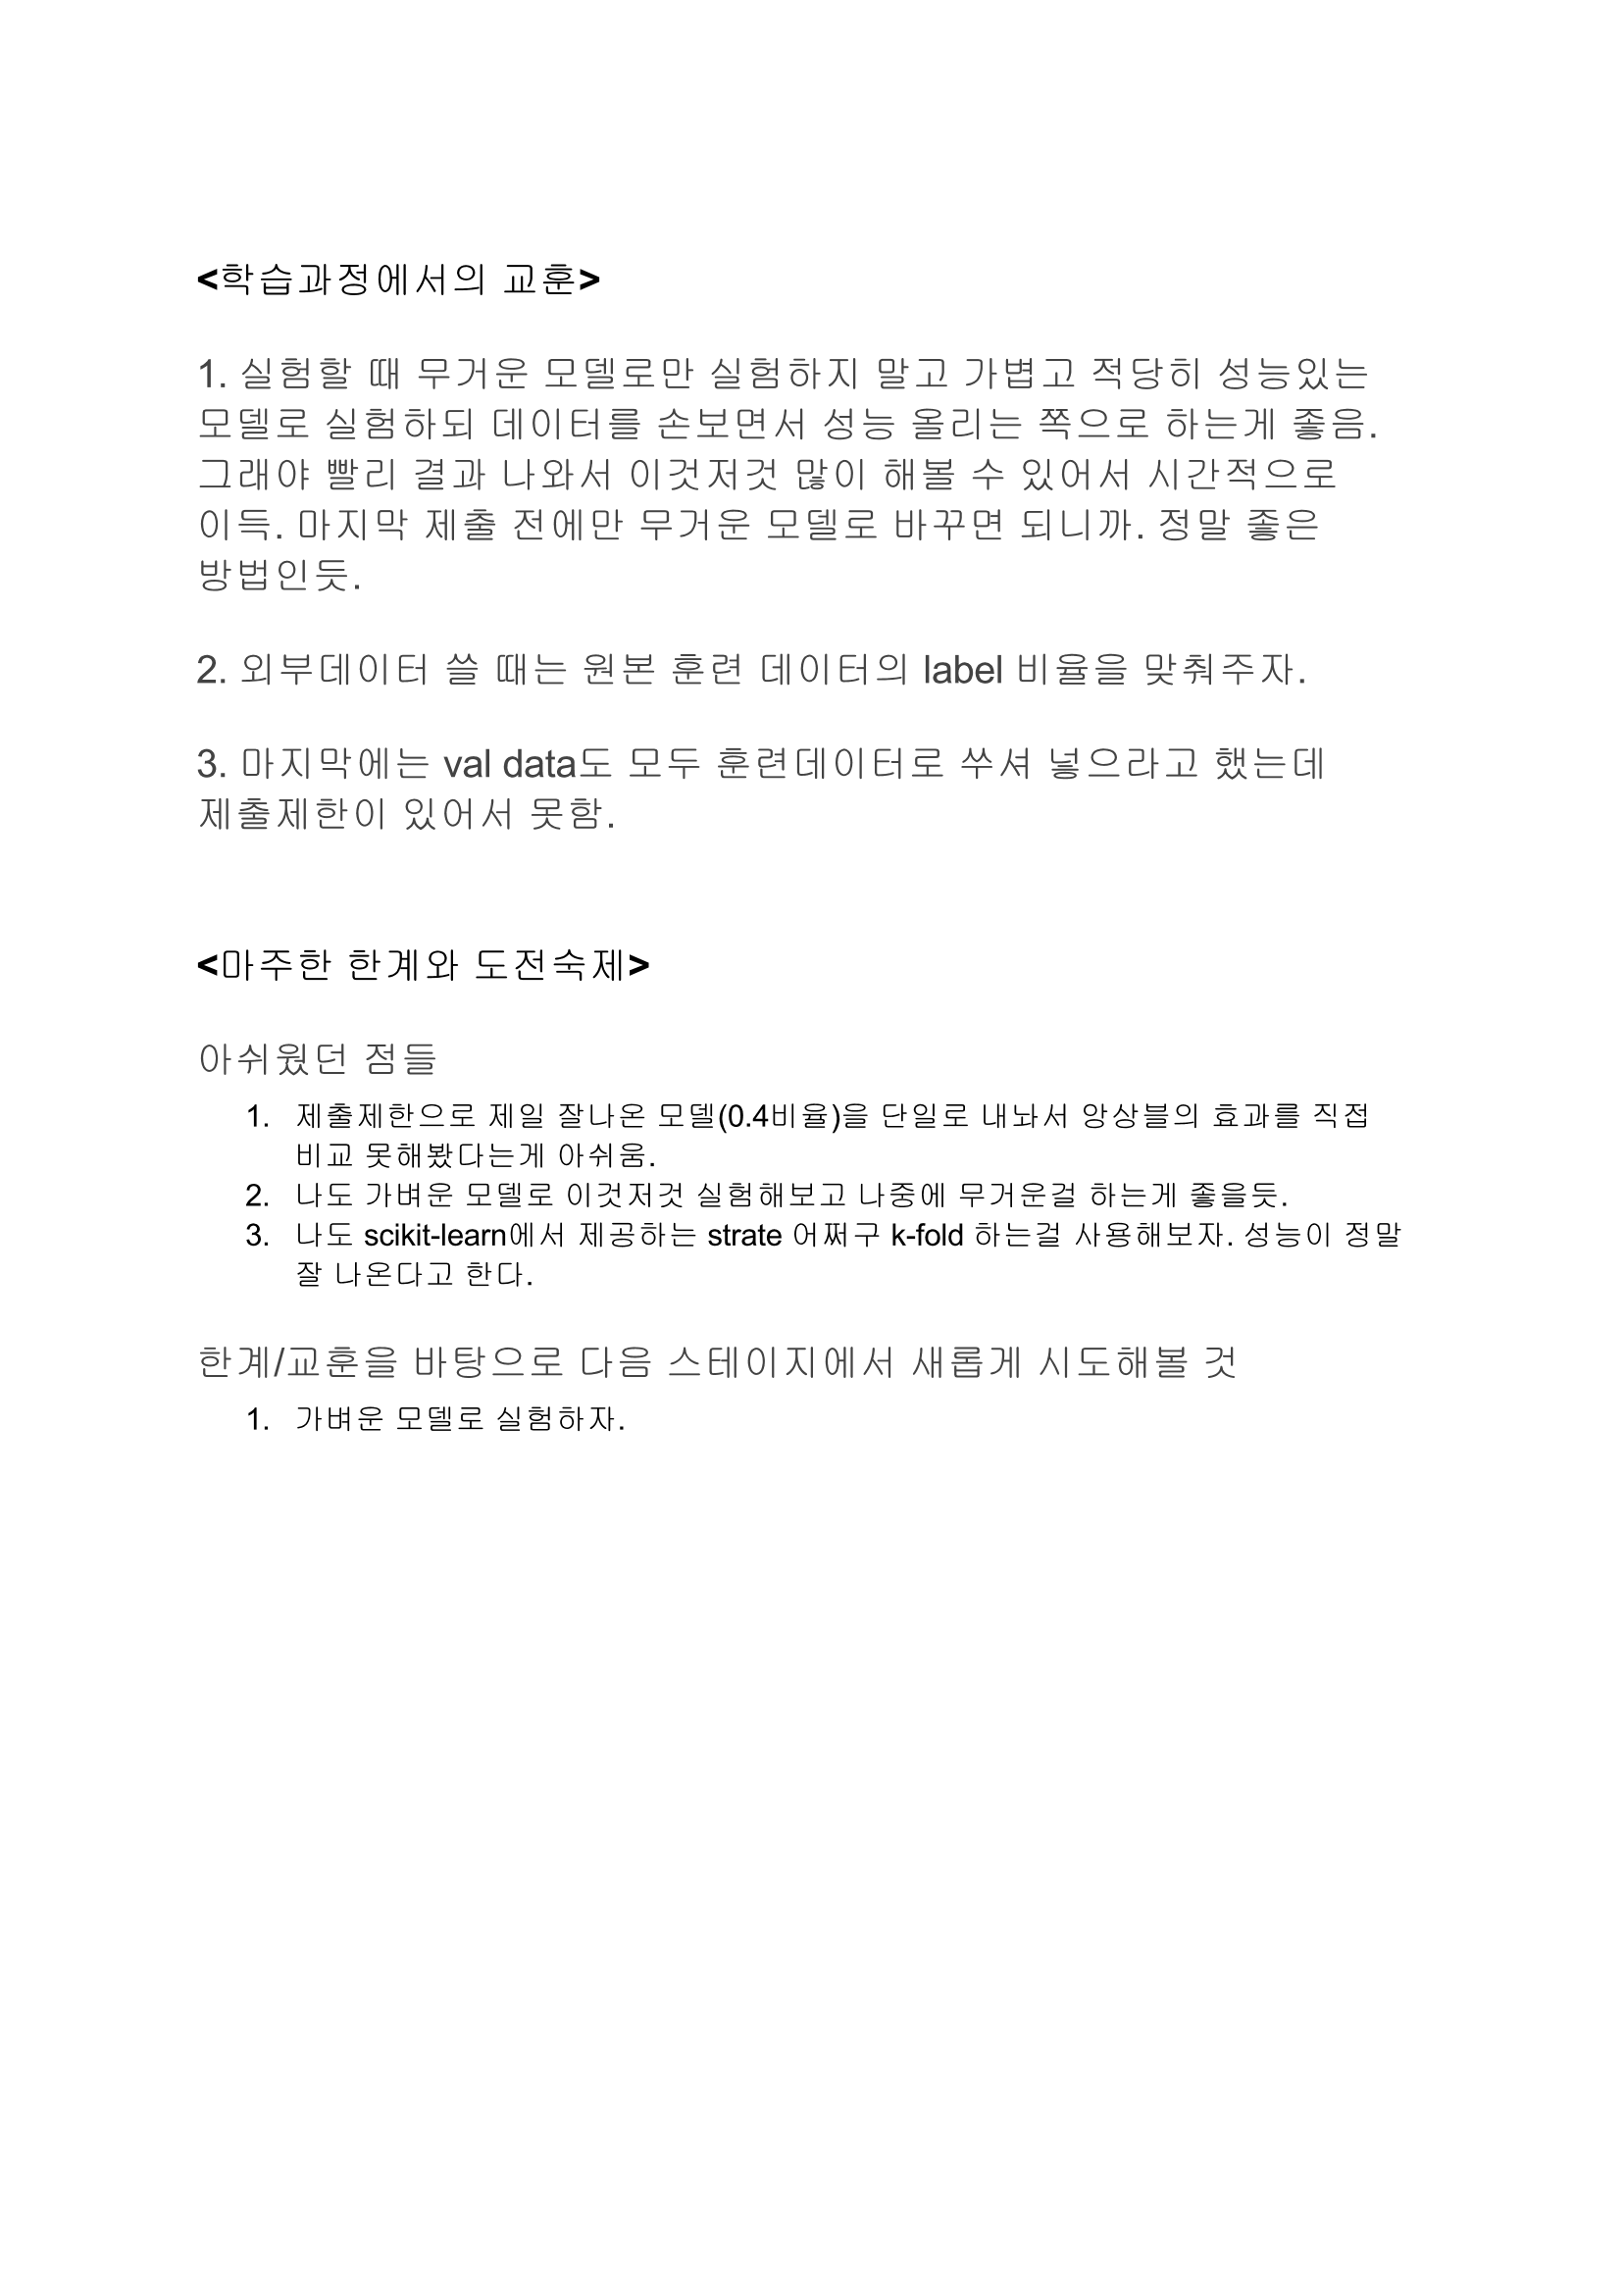 <학습과정에서의 교훈>
1. 실험할 때 무거운 모델로만 실험하지 말고 가볍고 적당히 성능있는
모델로 실험하되 데이터를 손보면서 성능 올리는 쪽으로 하는게 좋음.
그래야 빨리 결과 나와서 이것저것 많이 해볼 수 있어서 시간적으로
이득. 마지막 제출 전에만 무거운 모델로 바꾸면 되니까. 정말 좋은
방법인듯.
2. 외부데이터 쓸 때는 원본 훈련 데이터의 label 비율을 맞춰주자.
3. 마지막에는 val data도 모두 훈련데이터로 쑤셔 넣으라고 했는데
제출제한이 있어서 못함.
<마주한 한계와 도전숙제>
아쉬웠던 점들
1. 제출제한으로 제일 잘나온 모델(0.4비율)을 단일로 내놔서 앙상블의 효과를 직접
비교 못해봤다는게 아쉬움.
2. 나도 가벼운 모델로 이것저것 실험해보고 나중에 무거운걸 하는게 좋을듯.
3. 나도 scikit-learn에서 제공하는 strate 어쩌구 k-fold 하는걸 사용해보자. 성능이 정말
잘 나온다고 한다.
한계/교훈을 바탕으로 다음 스테이지에서 새롭게 시도해볼 것
1. 가벼운 모델로 실험하자.